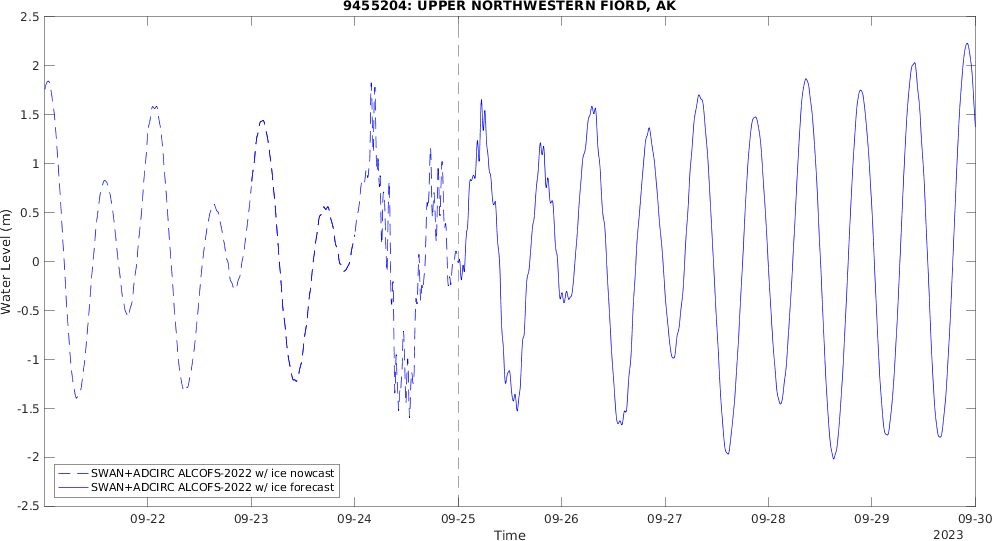 9455204: UPPER NORTHWESTERN FIORD, AK
2.5
2
1.5
1
0.5
0
-0.5
-1
-1.5
-2
-2.5
Water Level (m)
SWAN+ADCIRC ALCOFS-2022 w/ ice nowcast
SWAN+ADCIRC ALCOFS-2022 w/ ice forecast
09-22 09-23 09-24 09-25 09-26 09-27 09-28 09-29 09-30
Time 2023